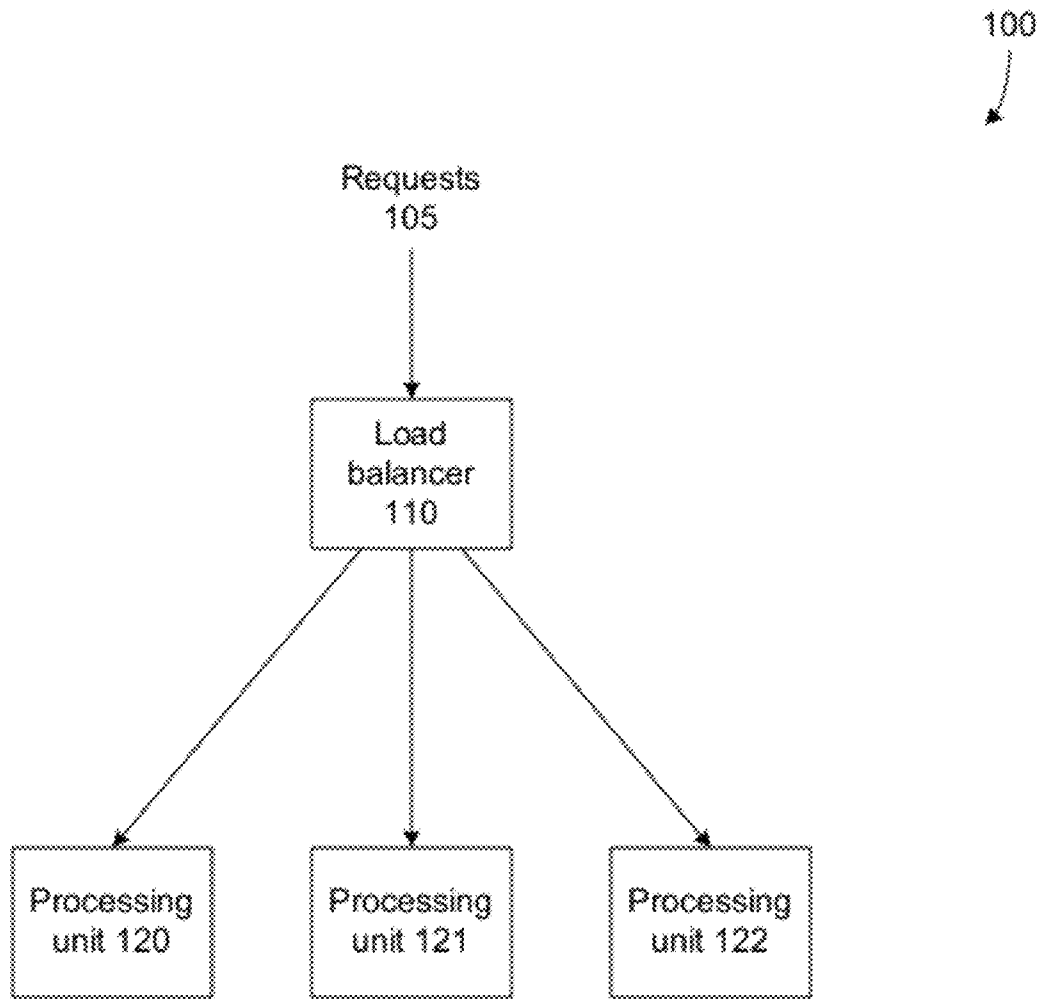 100
Requests
105
Load
balancer
110
Processing
unit 120
Processing
unit 121
Processing
unit 122